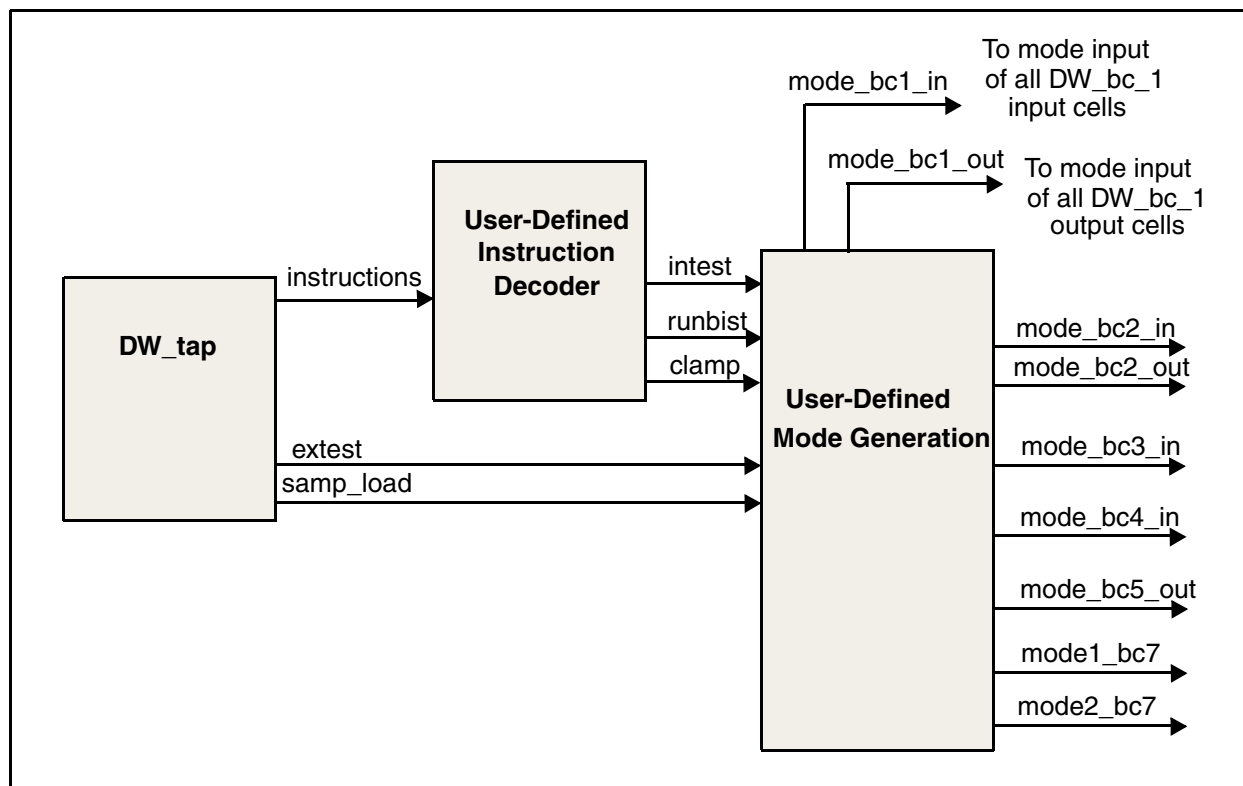 To mode input
of all DW_bc_1
input cells
mode_bc1_in
mode_bc1_out
To mode input
of all DW_bc_1
output cells
User-Defined
Instruction
Decoder
instructions
intest
runbist
clamp
DW_tap
extest
samp_load
User-Defined
Mode Generation
mode_bc2_in
mode_bc2_out
mode_bc3_in
mode_bc4_in
mode_bc5_out
mode1_bc7
mode2_bc7